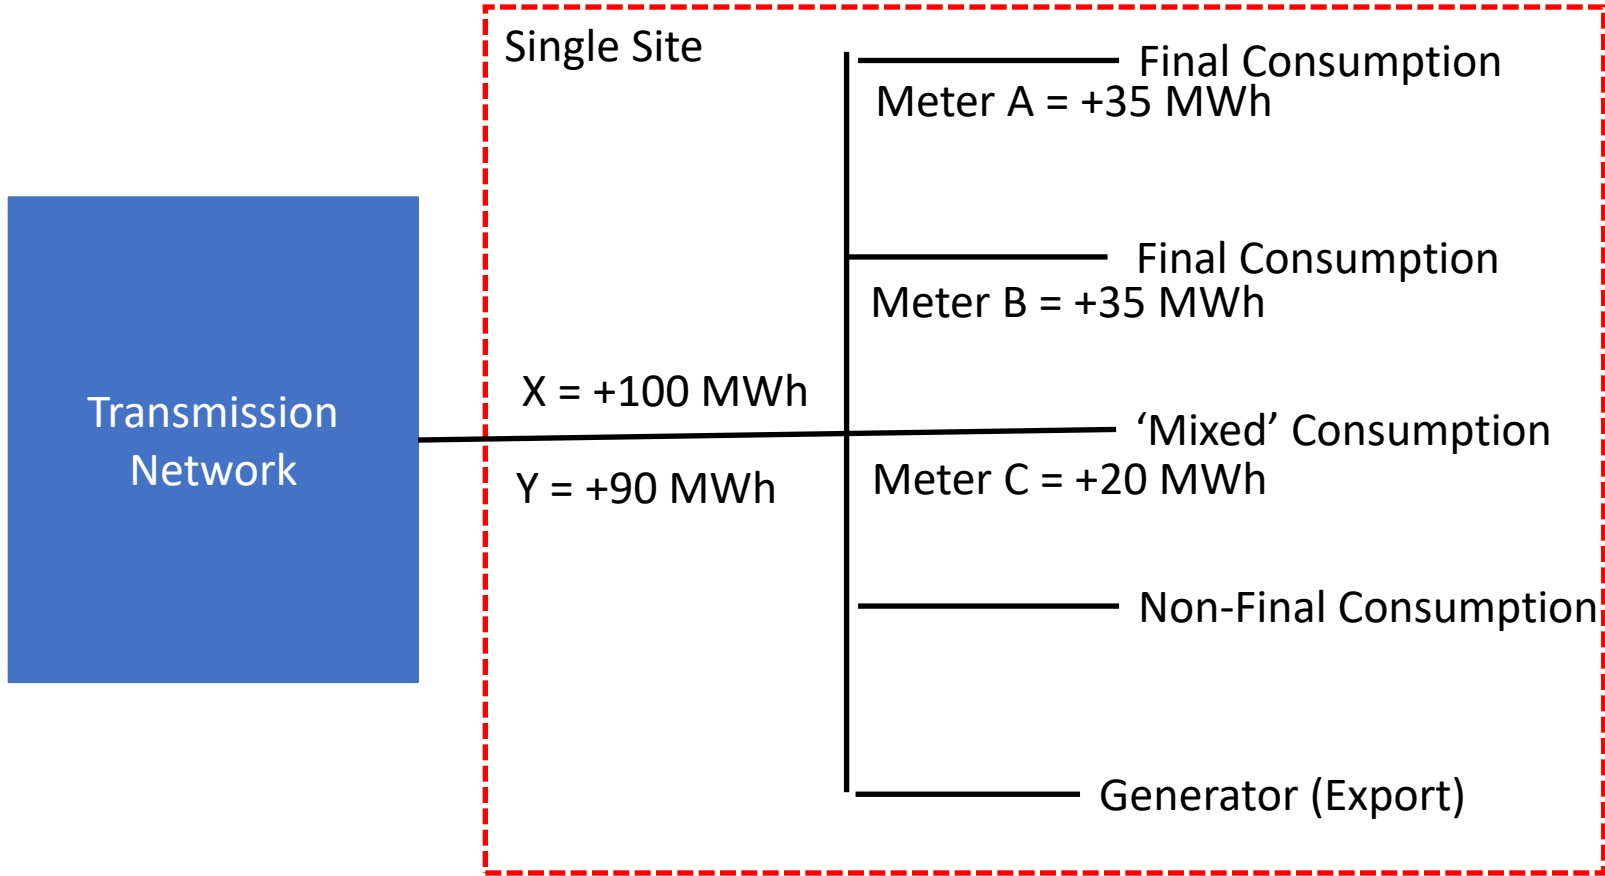 Single Site
Final Consumption
Meter A = +35 MWh
Final Consumption
Meter B = +35 MWh
Transmission
Network
X = +100 MWh
Y = +90 MWh
‘Mixed’ Consumption
Meter C = +20 MWh
Non-Final Consumption
Generator (Export)